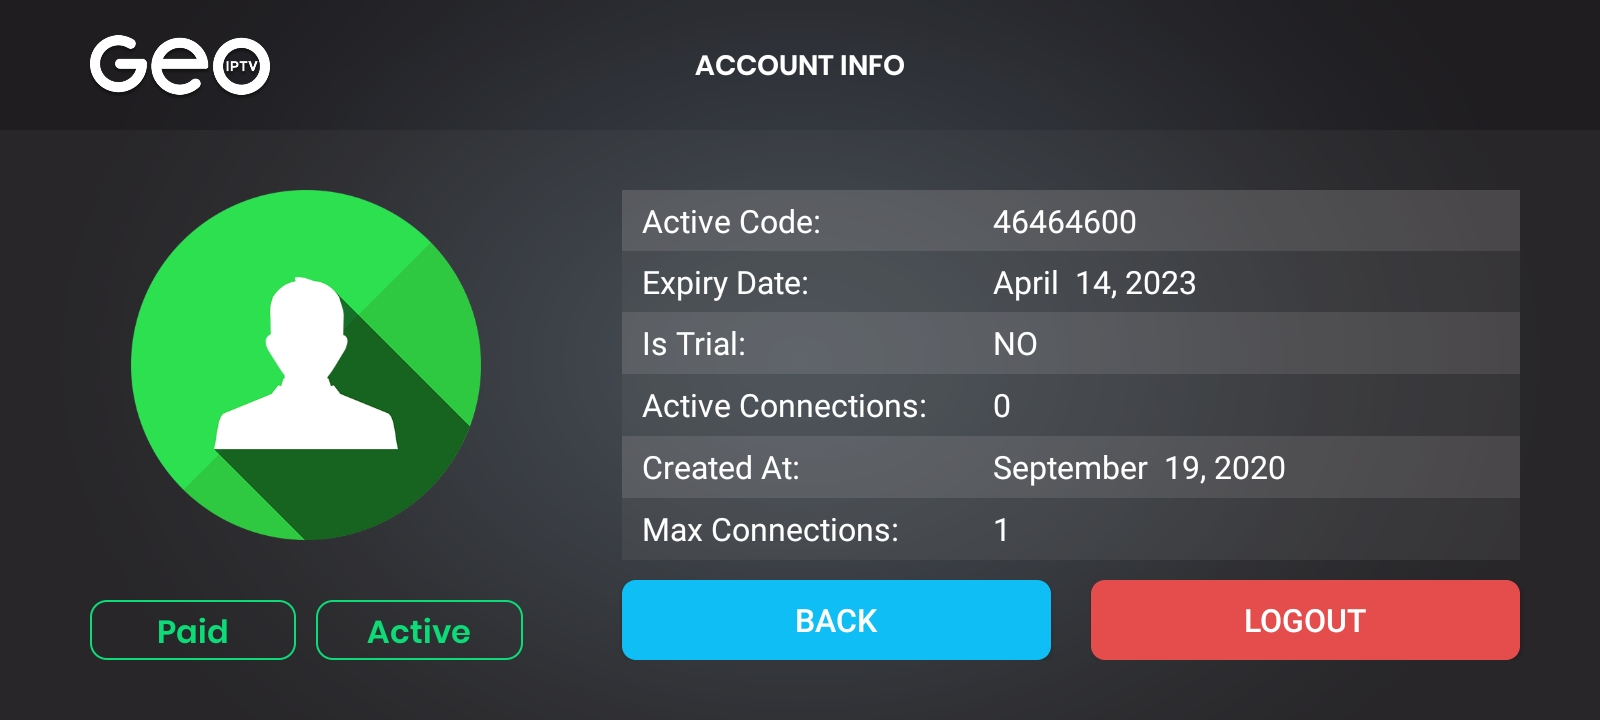 Geo IPTV
ACCOUNT INFO
Active Code: 46464600
Expiry Date: April  14, 2023
Is Trial: NO
Active Connections: 0
Created At: September  19, 2020
Max Connections: 1
Paid Active
BACK LOGOUT